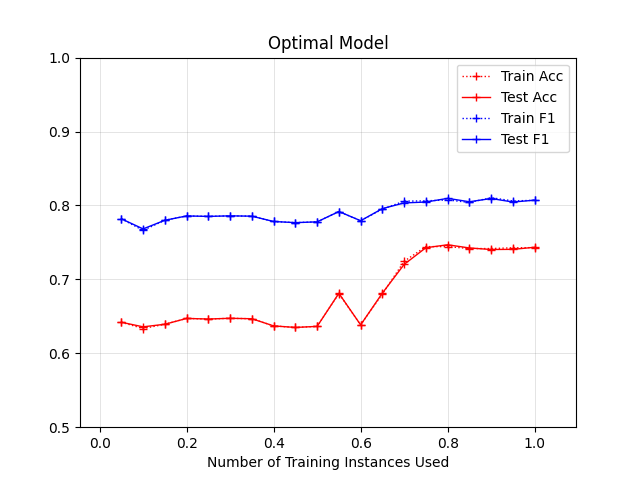 Optimal Model
1.0
0.9
0.8
0.7
0.6
0.5
Train Acc
Test Acc
Train F1
Test F1
0.0 0.2 0.4 0.6 0.8 1.0
Number of Training Instances Used